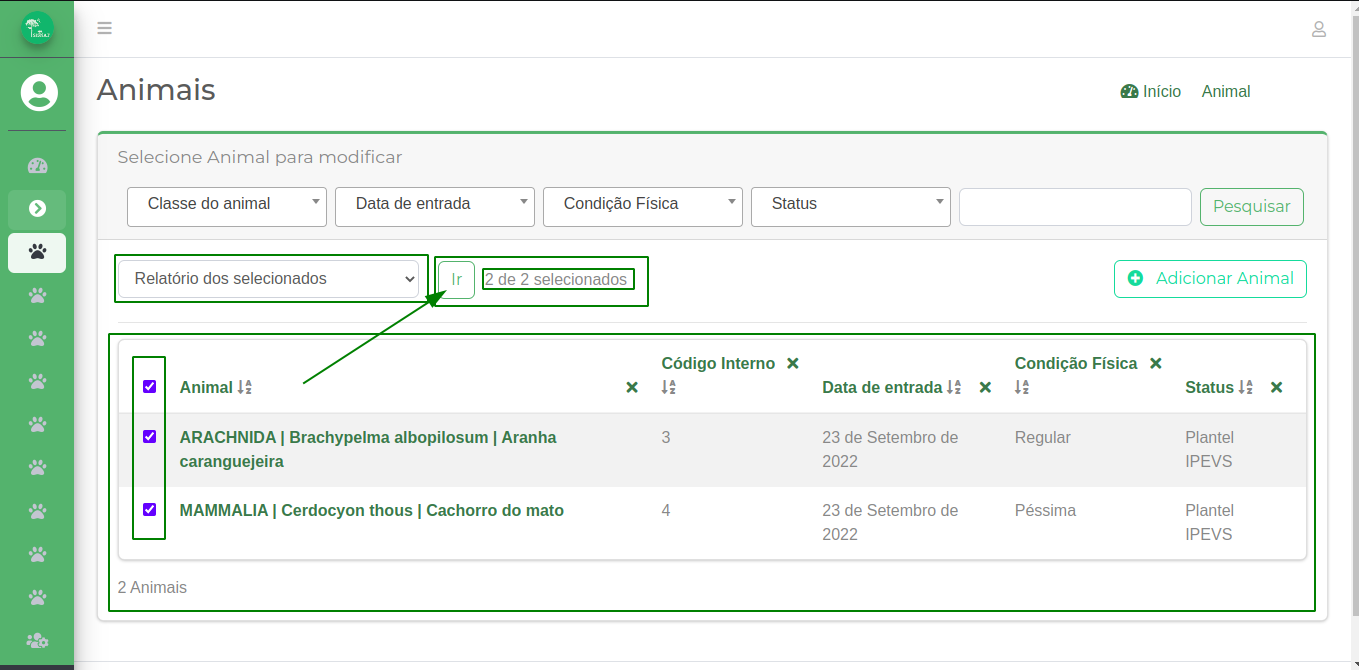 Animais
Início Animal
Selecione Animal para modificar
Classe do animal Data de entrada Condição Física Status Pesquisar
Relatório dos selecionados Ir 2 de 2 selecionados Adicionar Animal
Animal Código Interno Data de entrada Condição Física Status
ARACHNIDA | Brachypelma albopilosum | Aranha
caranguejeira
3
23 de Setembro de
2022
Regular
Plantel
IPEVS
MAMMALIA | Cerdocyon thous | Cachorro do mato
4
23 de Setembro de
2022
Péssima
Plantel
IPEVS
2 Animais